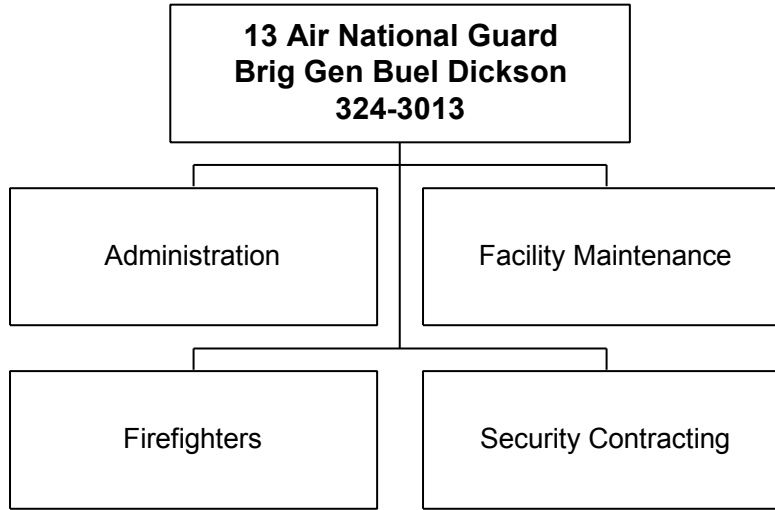 13 Air National Guard
Brig Gen Buel Dickson
324-3013
Administration
Facility Maintenance
Firefighters
Security Contracting